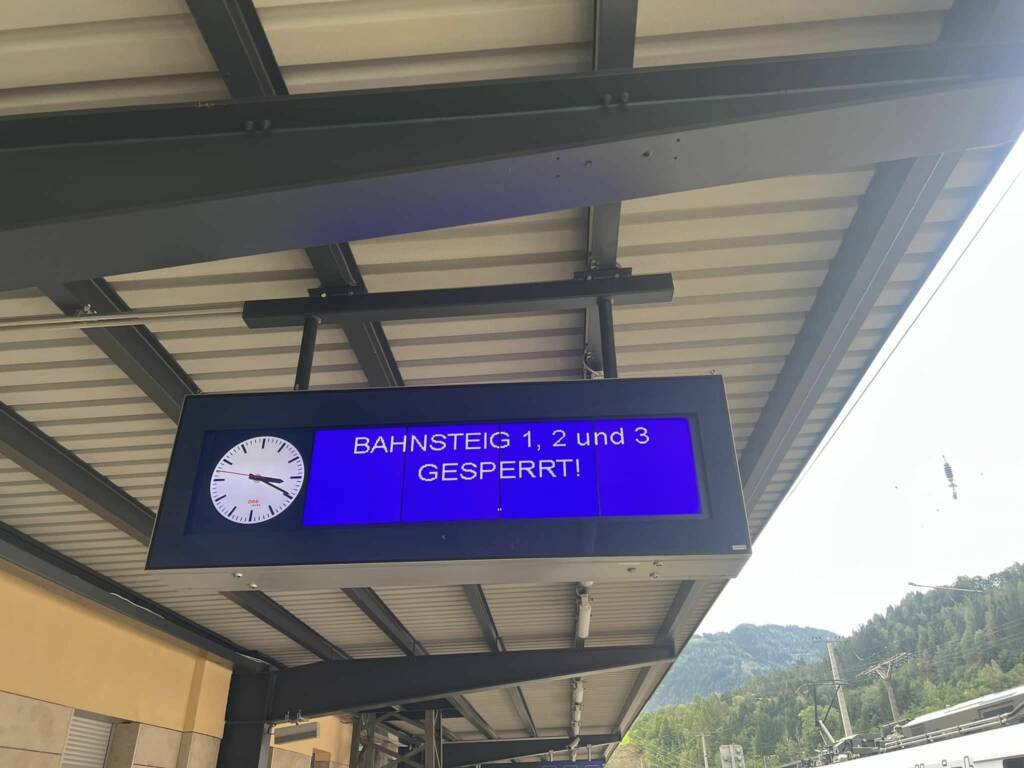 BAHNSTEIG 1, 2 und 3
GESPERRT!